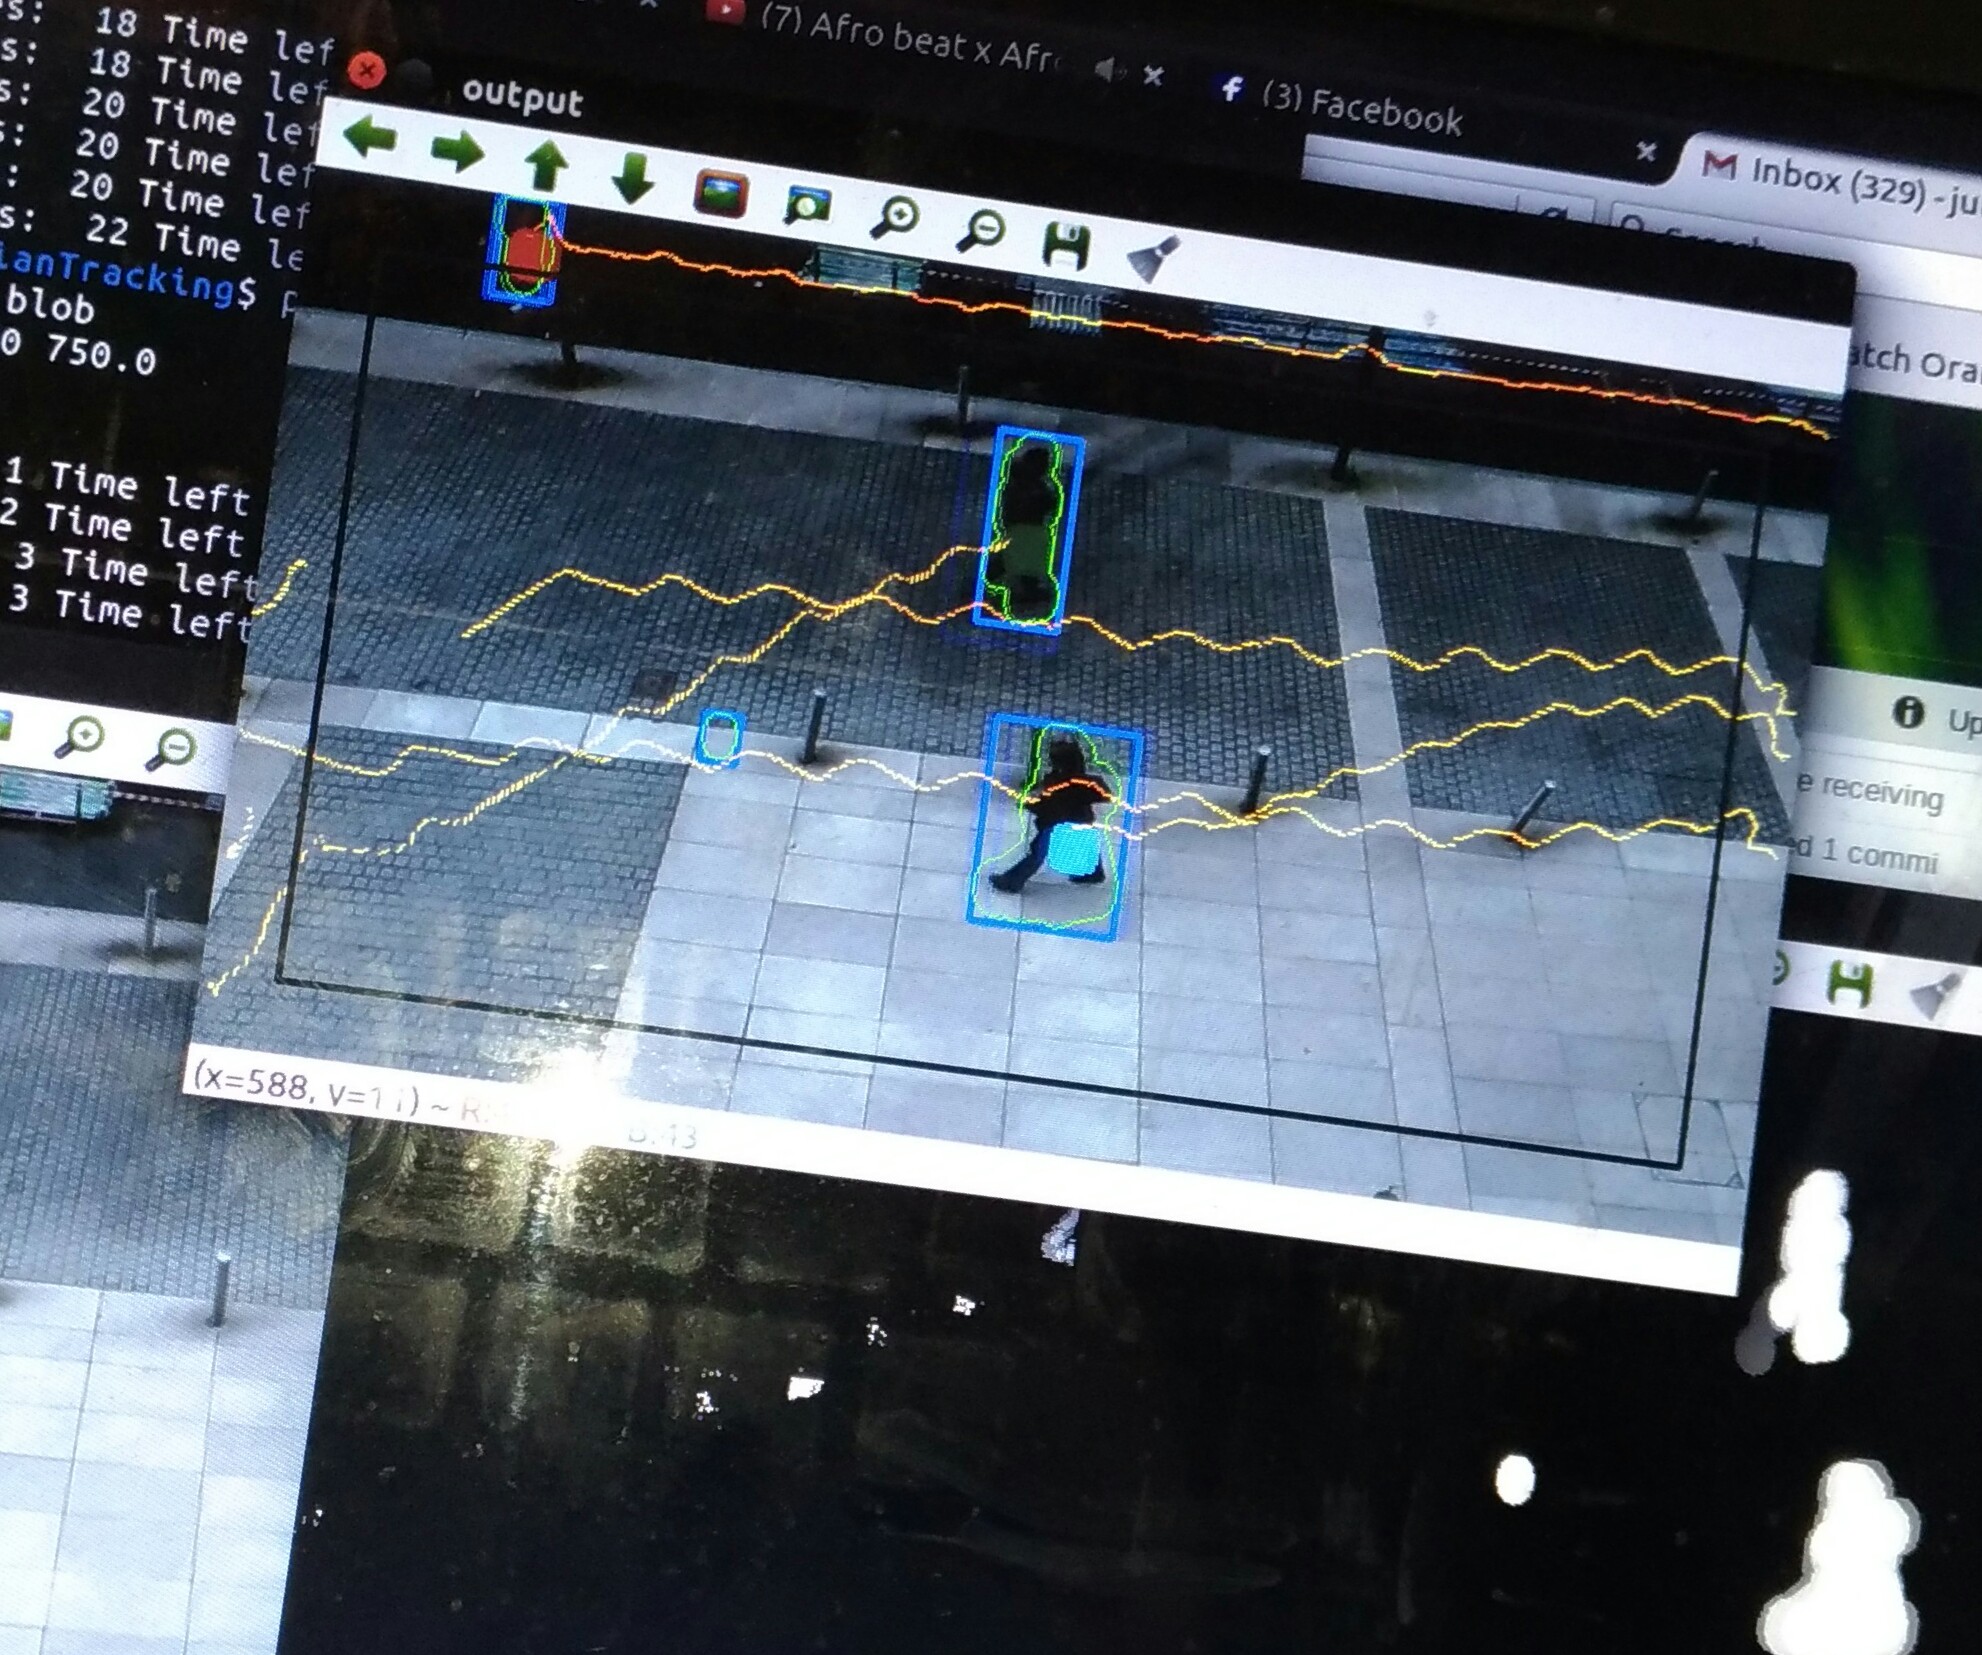 s: 18 Time lef
s: 18 Time lef
s: 20 Time lef
s: 20 Time lef
: 20 Time lef
s: 22 Time le
ianTracking$
blob
0 750.0
1 Time left
2 Time left
3 Time left
3 Time left
(7) Afro beat x Afr
(3) Facebook
Inbox (329) - ju
output
atch Ora
Up
e receiving
ed 1 commi
(x=588,